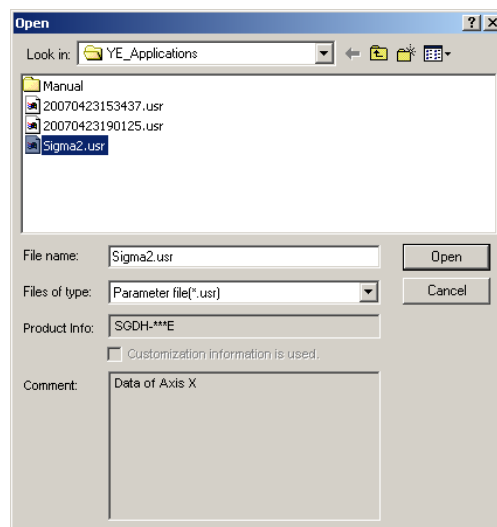 Open
Look in: YE_Applications
Manual
20070423153437.usr
20070423190125.usr
Sigma2.usr
File name: Sigma2.usr Open
Files of type: Parameter file(*.usr) Cancel
Product Info: SGDH-***E
Customization information is used.
Comment: Data of Axis X